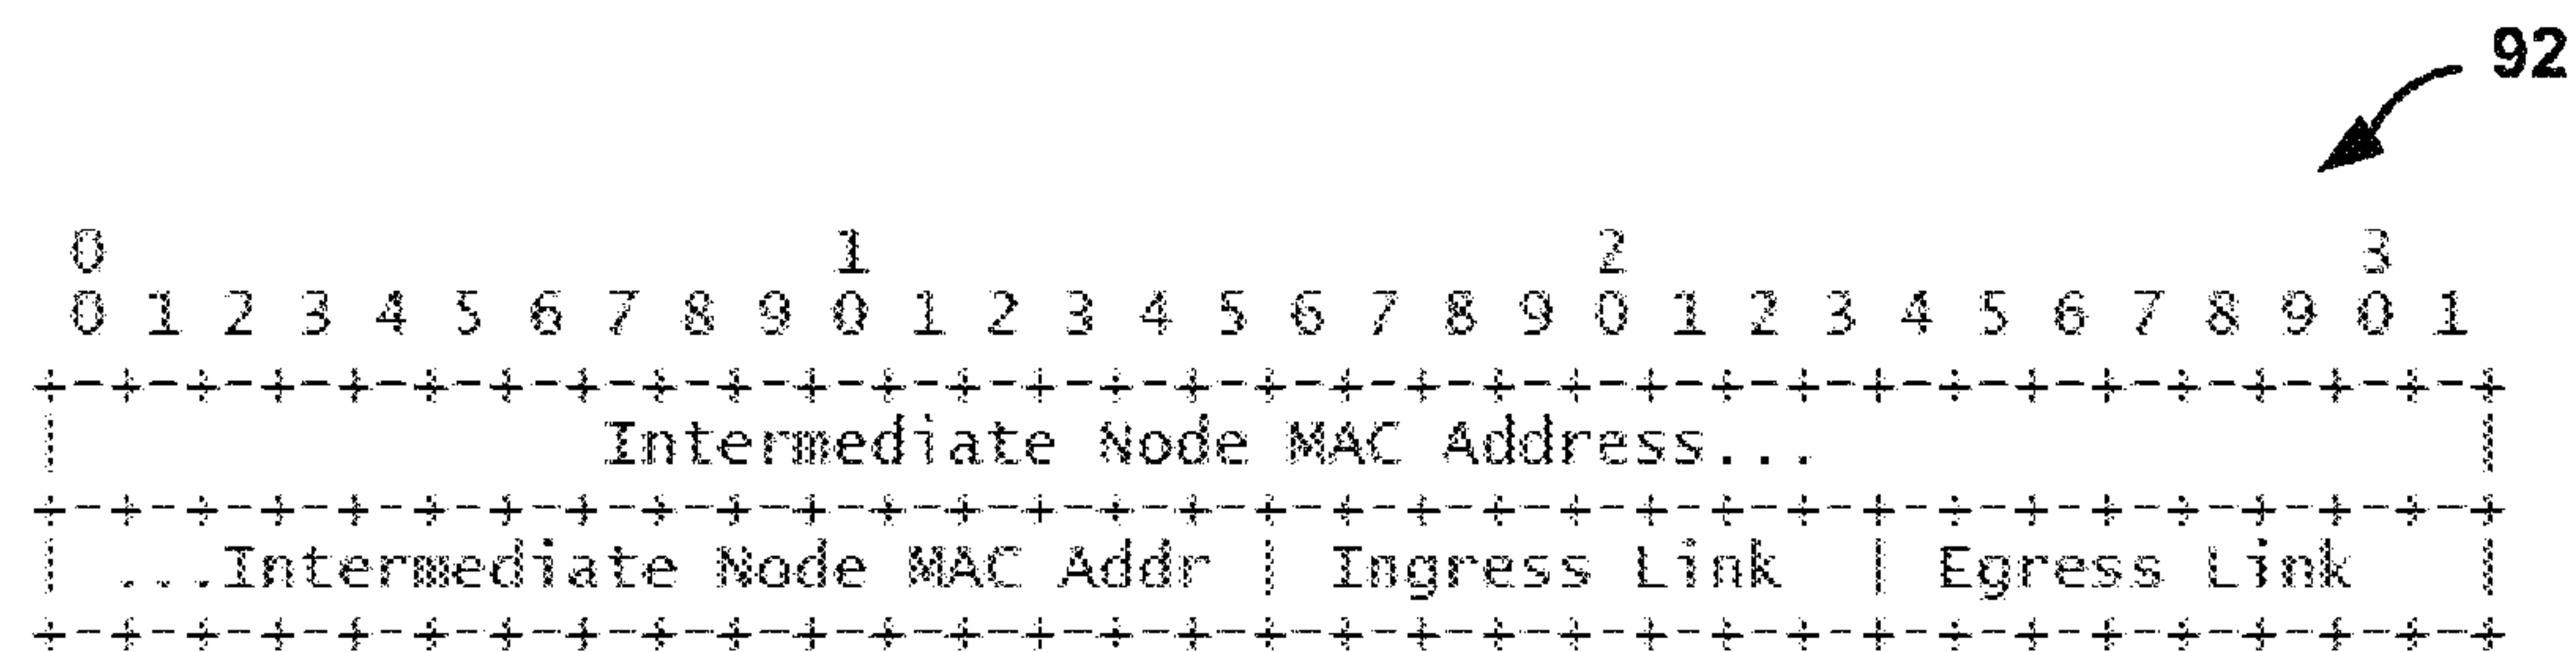 92
0 1 2 3
0 1 2 3 4 5 6 7 8 9 0 1 2 3 4 5 6 7 8 9 0 1 2 3 4 5 6 7 8 9 0 1
+-+-+-+-+-+-+-+-+-+-+-+-+-+-+-+-+-+-+-+-+-+-+-+-+-+-+-+-+-+-+-+-+
| Intermediate Node MAC Address... |
+-+-+-+-+-+-+-+-+-+-+-+-+-+-+-+-+-+-+-+-+-+-+-+-+-+-+-+-+-+-+-+-+
| ...Intermediate Node MAC Addr | Ingress Link | Egress Link |
+-+-+-+-+-+-+-+-+-+-+-+-+-+-+-+-+-+-+-+-+-+-+-+-+-+-+-+-+-+-+-+-+